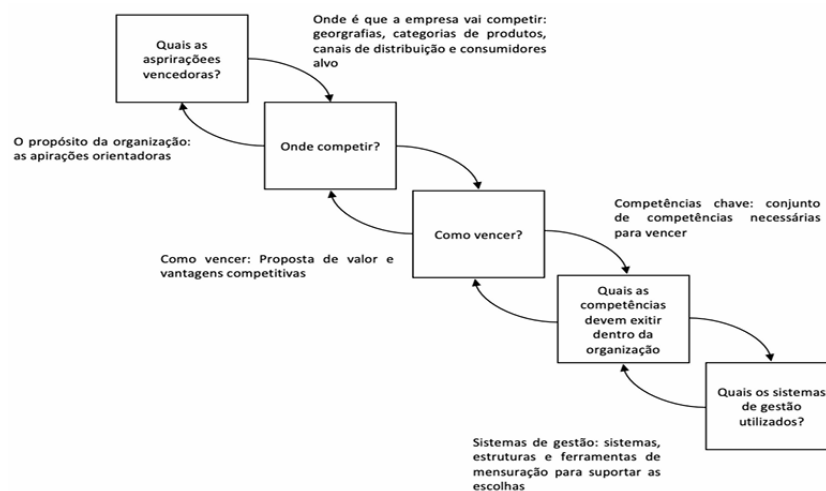 Onde é que a empresa vai competir:
georgrafias, categorias de produtos,
canais de distribuição e consumidores
alvo
Quais as
aspriraçõees
vencedoras?
O propósito da organização:
as apirações orientadoras
Onde competir?
Competências chave: conjunto
de competências necessárias
para vencer
Como vencer?
Como vencer: Proposta de valor e
vantagens competitivas
Quais as
competências
devem exitir
dentro da
organização
Quais os sistemas
de gestão
utilizados?
Sistemas de gestão: sistemas,
estruturas e ferramentas de
mensuração para suportar as
escolhas